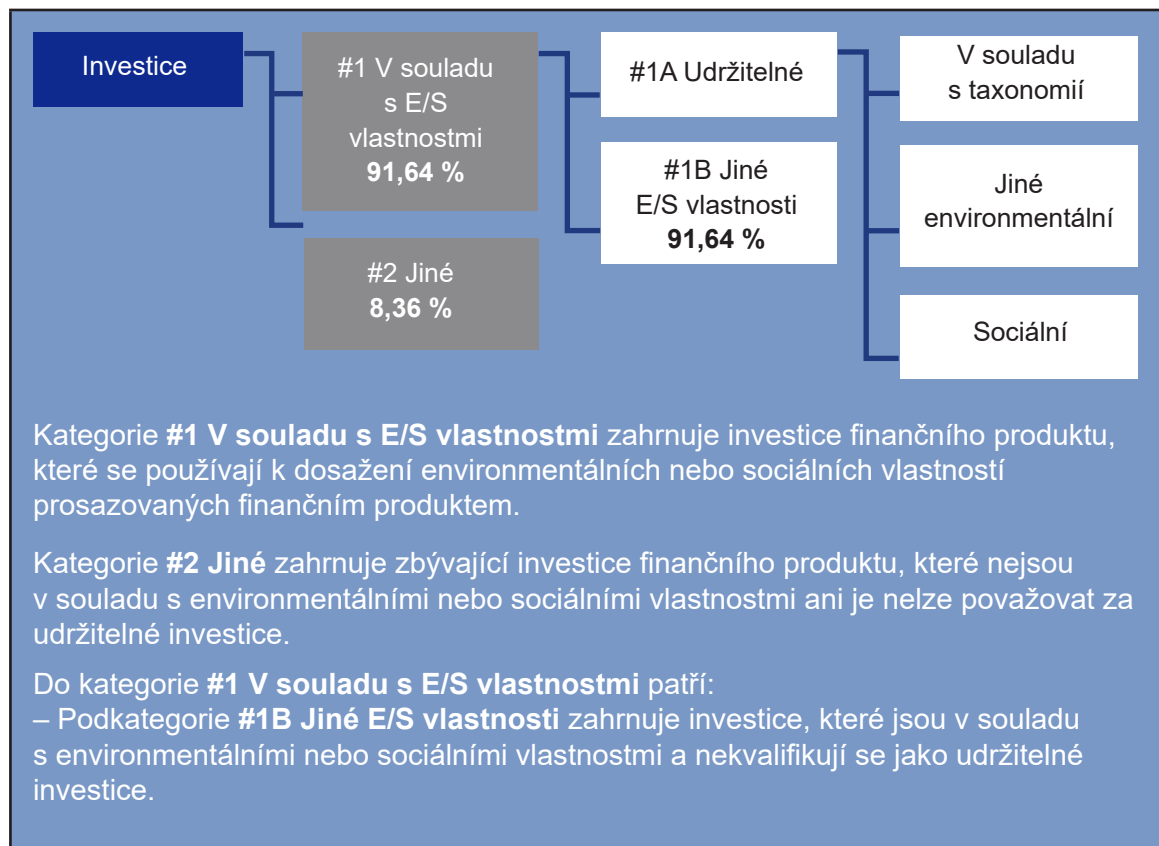 Investice
#1 V souladu
s E/S
vlastnostmi
91,64 %
#2 Jiné
8,36 %
#1A Udržitelné
#1B Jiné
E/S vlastnosti
91,64 %
V souladu
s taxonomií
Jiné
environmentální
Sociální
Kategorie #1 V souladu s E/S vlastnostmi zahrnuje investice finančního produktu,
které se používají k dosažení environmentálních nebo sociálních vlastností
prosazovaných finančním produktem.
Kategorie #2 Jiné zahrnuje zbývající investice finančního produktu, které nejsou
v souladu s environmentálními nebo sociálními vlastnostmi ani je nelze považovat za
udržitelné investice.
Do kategorie #1 V souladu s E/S vlastnostmi patří:
– Podkategorie #1B Jiné E/S vlastnosti zahrnuje investice, které jsou v souladu
s environmentálními nebo sociálními vlastnostmi a nekvalifikují se jako udržitelné
investice.